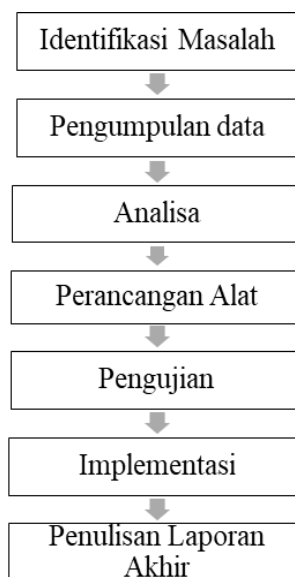 Identifikasi Masalah
Pengumpulan data
Analisa
Perancangan Alat
Pengujian
Implementasi
Penulisan Laporan
Akhir